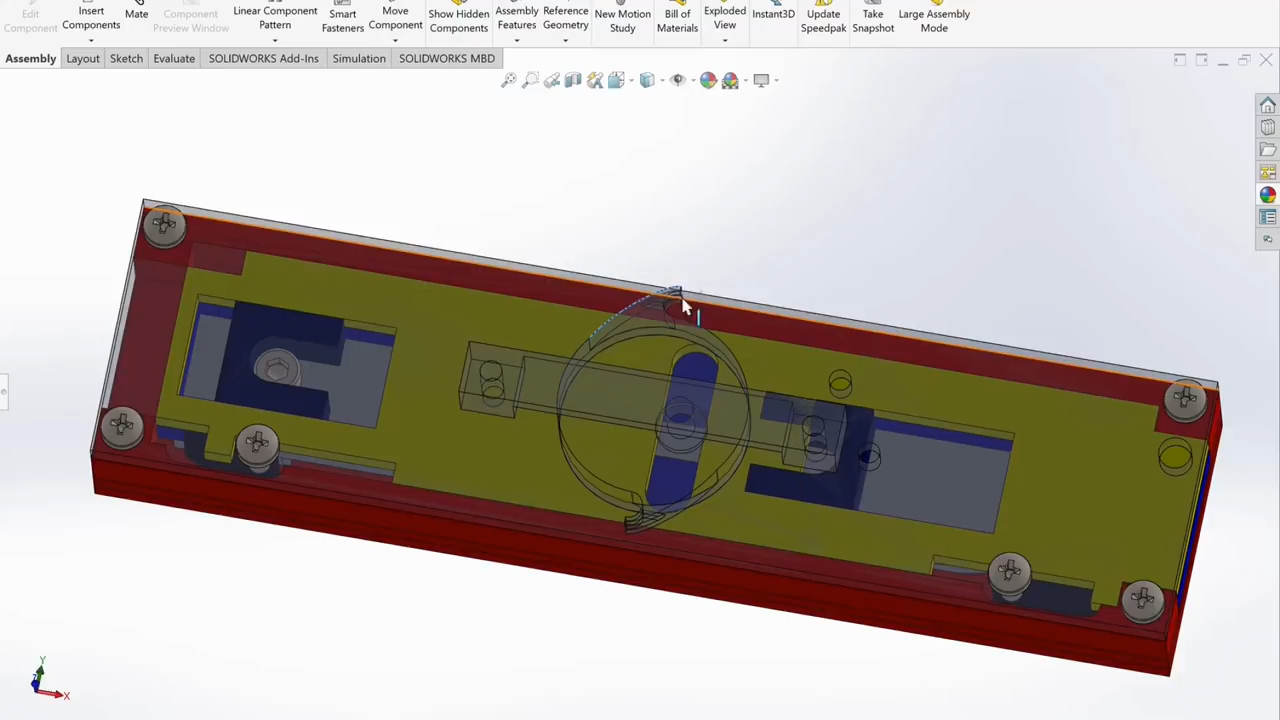 Edit
Component
Insert
Components
Mate
Component
Preview Window
Linear Component
Pattern
Smart
Fasteners
Move
Component
Show Hidden
Components
Assembly
Features
Reference
Geometry
New Motion
Study
Bill of
Materials
Exploded
View
Instant3D
Update
Speedpak
Take
Snapshot
Large Assembly
Mode
Assembly Layout Sketch Evaluate SOLIDWORKS Add-Ins Simulation SOLIDWORKS MBD
Y
Z
X